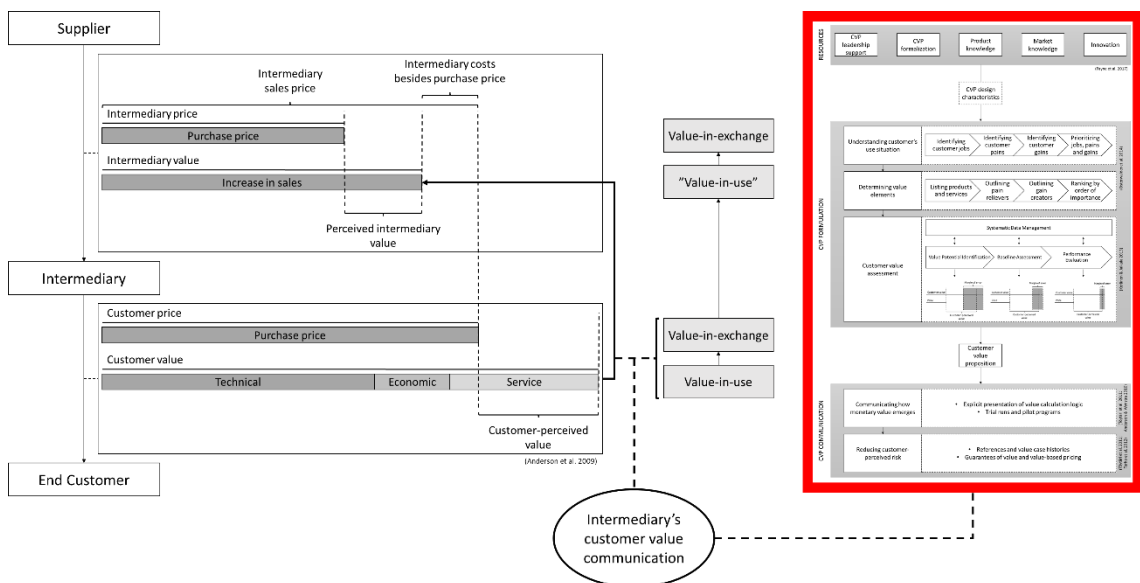 Supplier
Intermediary
sales price
Intermediary costs
besides purchase price
Intermediary price
Purchase price
Intermediary value
Increase in sales
Perceived intermediary
value
Intermediary
Customer price
Purchase price
Customer value
Technical
Economic
Service
Customer-perceived
value
(Anderson et al. 2009)
End Customer
Value-in-exchange
"Value-in-use"
Value-in-exchange
Value-in-use
Intermediary's
customer value
communication
RESOURCES
CVP
leadership
support
CVP
formalization
Product
knowledge
Market
knowledge
Innovation
CVP design
characteristics
CVP FORMULATION
Understanding customer's
use situation
Identifying
customer jobs
Identifying
customer pains
Identifying
customer gains
Prioritizing
jobs, pains
and gains
Determining value
elements
Listing products
and services
Outlining
pain
relievers
Outlining
gain
creators
Ranking by
order of
importance
Customer value
assessment
Systematic Data Management
Value Potential Identification
Baseline Assessment
Performance
Evaluation
Customer
value
proposition
CVP COMMUNICATION
Communicating how
monetary value emerges
• Explicit presentation of value calculation logic
• Trial runs and pilot programs
Reducing customer-
perceived risk
• References and value case histories
• Guarantees of value and value-based pricing